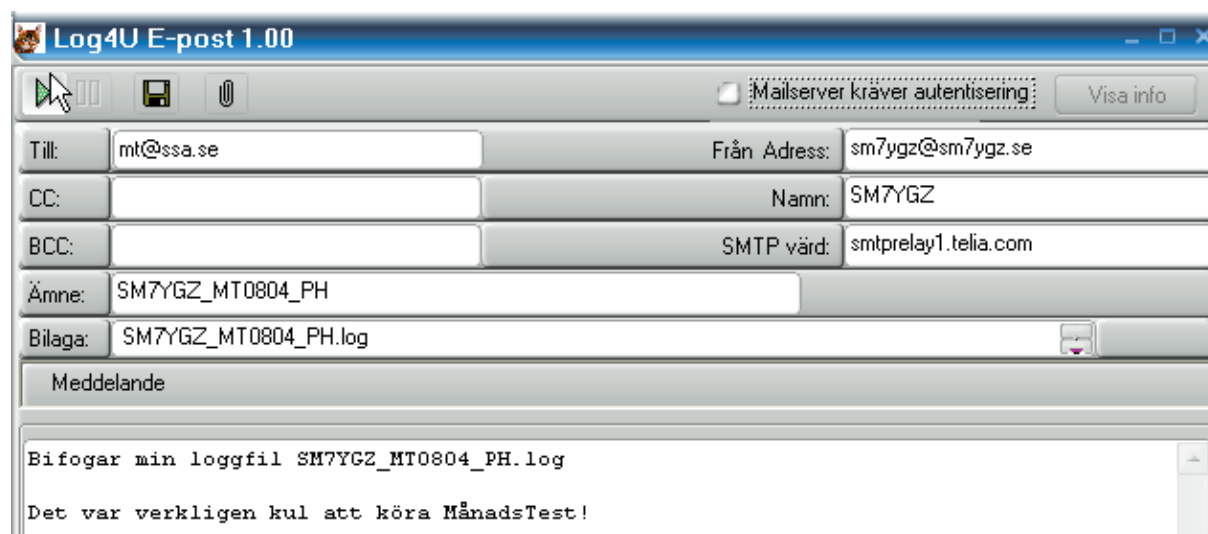 Log4U E-post 1.00
Mailserver kräver autentisering Visa info
Till: mt@ssa.se Från Adress: sm7ygz@sm7ygz.se
CC: Namn: SM7YGZ
BCC: SMTP värd: smtprelay1.telia.com
Ämne: SM7YGZ_MT0804_PH
Bilaga: SM7YGZ_MT0804_PH.log
Meddelande
Bifogar min loggfil SM7YGZ_MT0804_PH.log
Det var verkligen kul att köra MånadsTest!